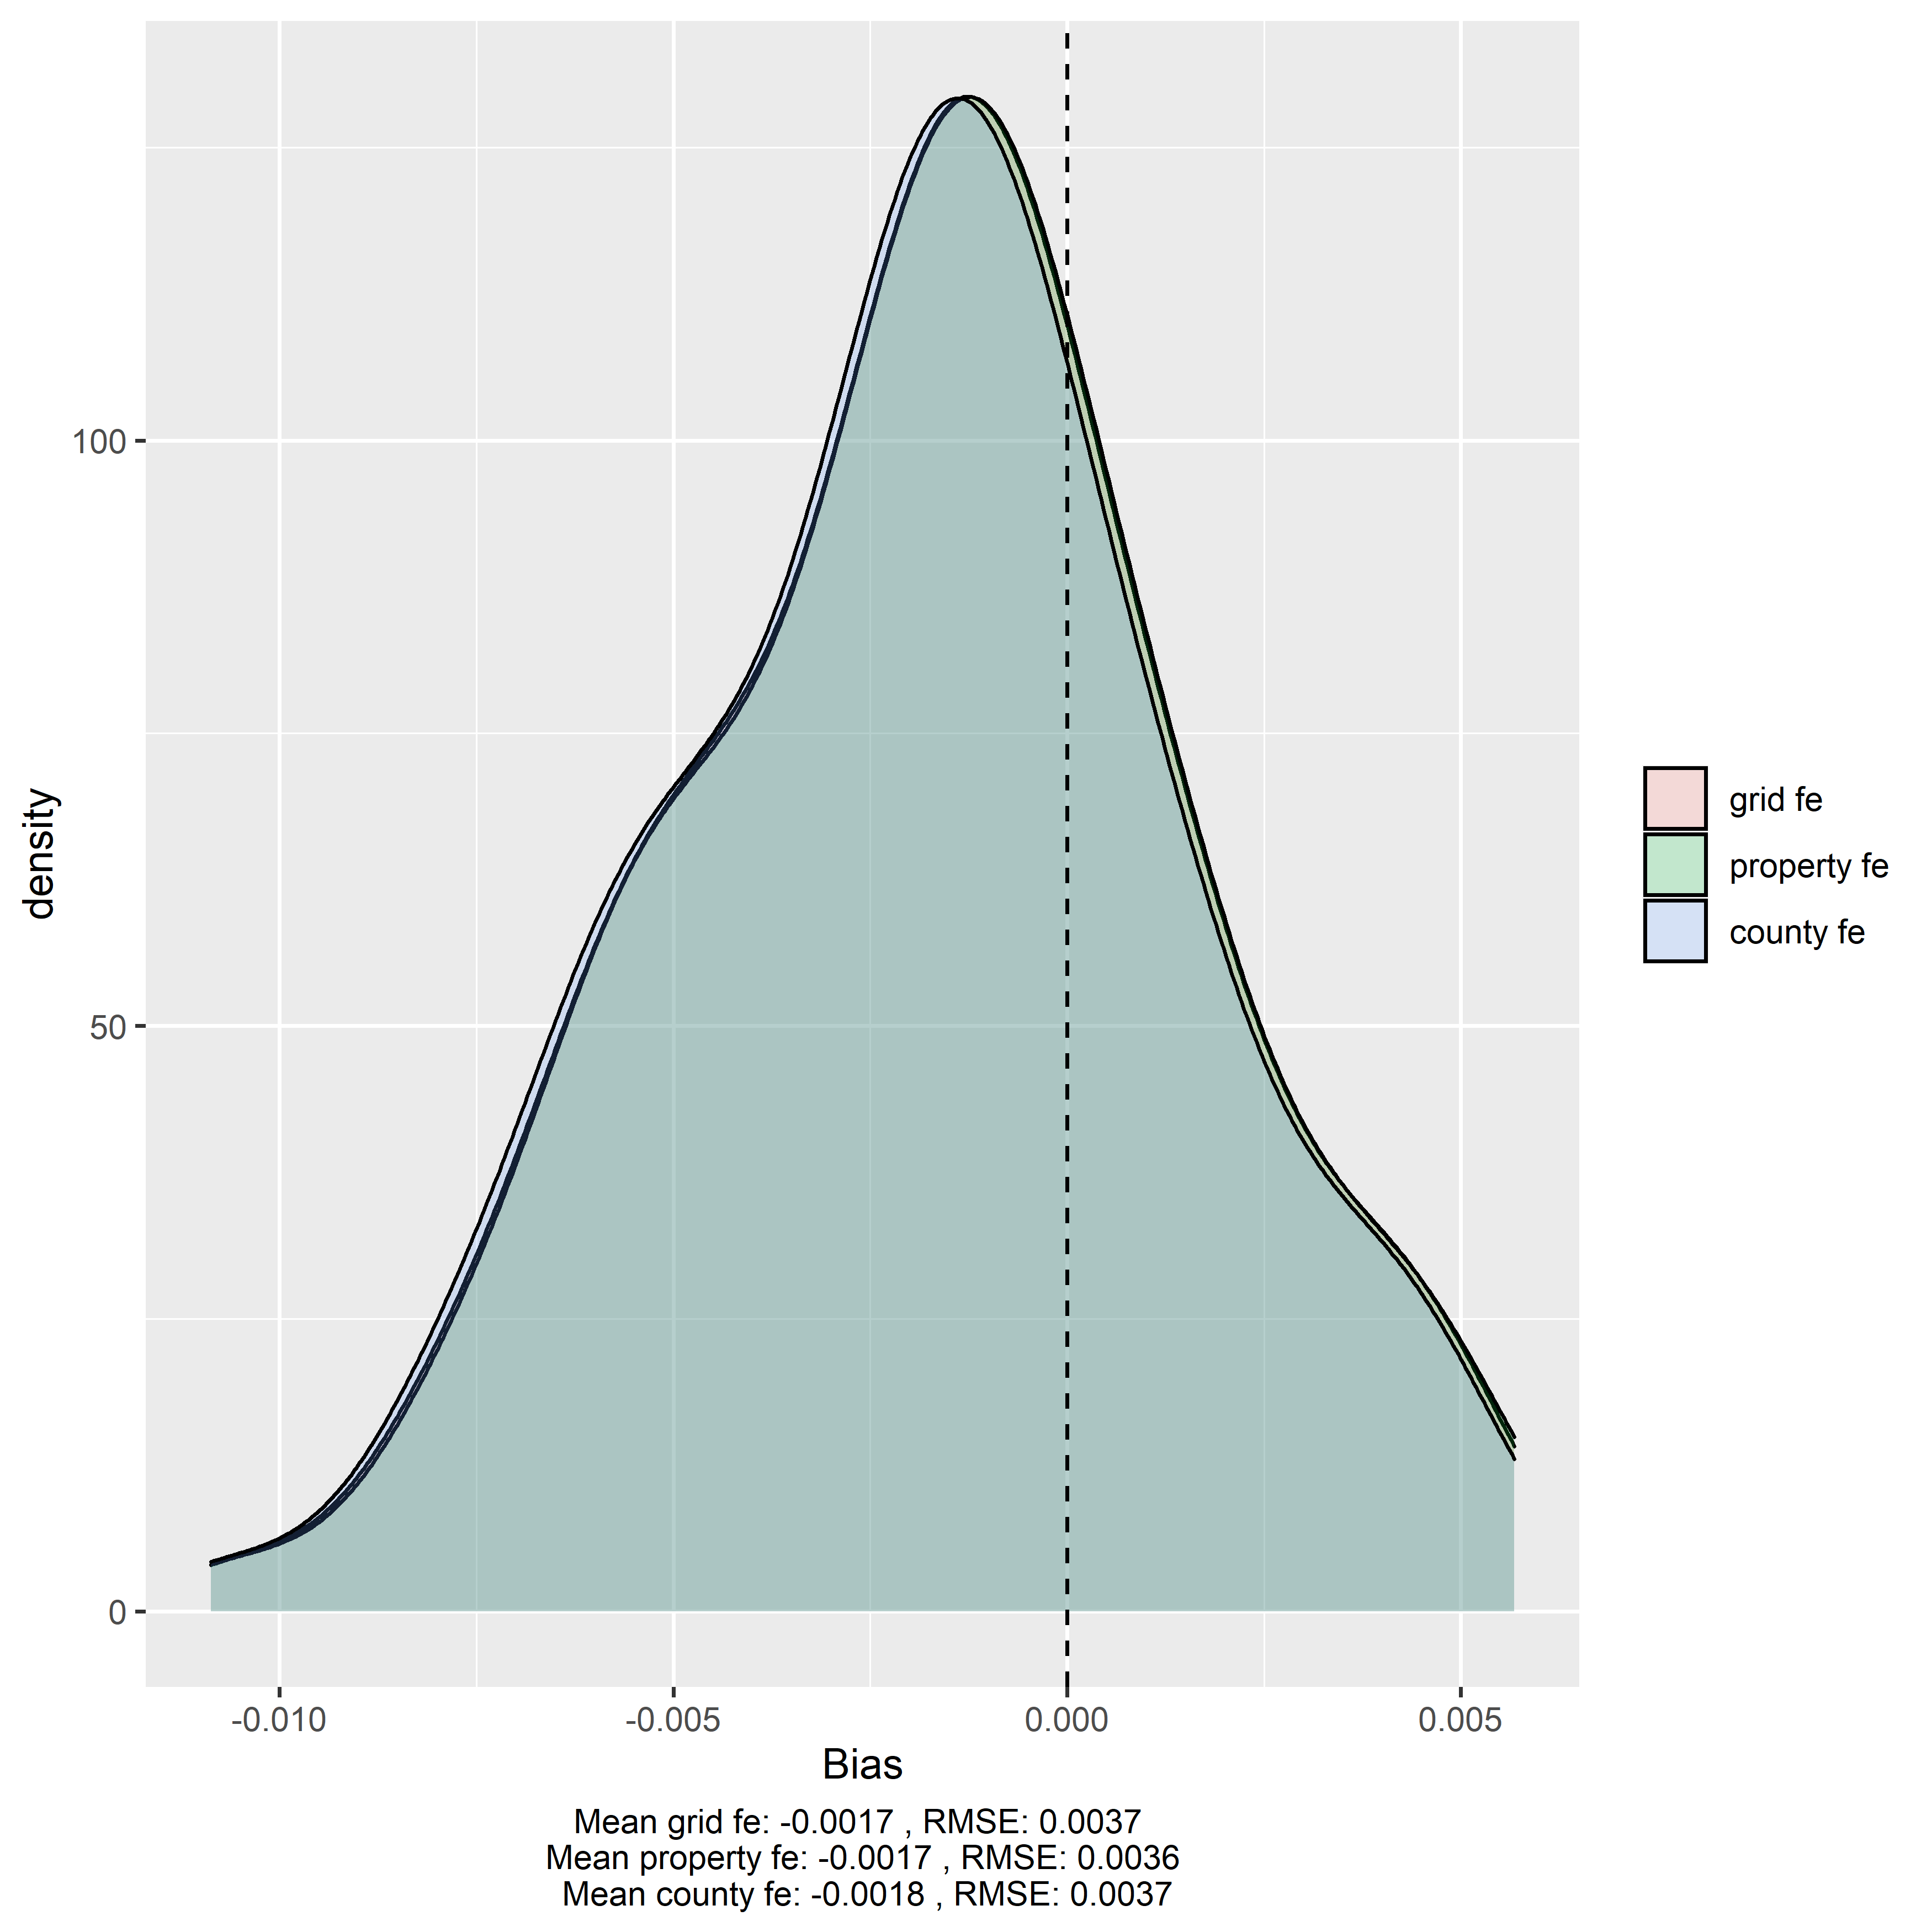 density
100
50
0
-0.010
-0.005
0.000
0.005
Bias
grid fe
property fe
county fe
Mean grid fe: -0.0017 , RMSE: 0.0037
Mean property fe: -0.0017 , RMSE: 0.0036
Mean county fe: -0.0018 , RMSE: 0.0037